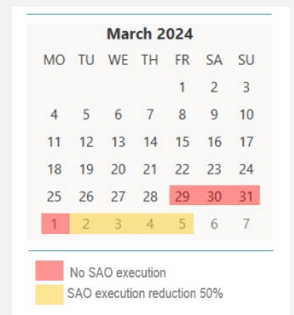 March 2024
MO TU WE TH FR SA SU
1 2 3
4 5 6 7 8 9 10
11 12 13 14 15 16 17
18 19 20 21 22 23 24
25 26 27 28 29 30 31
1 2 3 4 5 6 7
No SAO execution
SAO execution reduction 50%